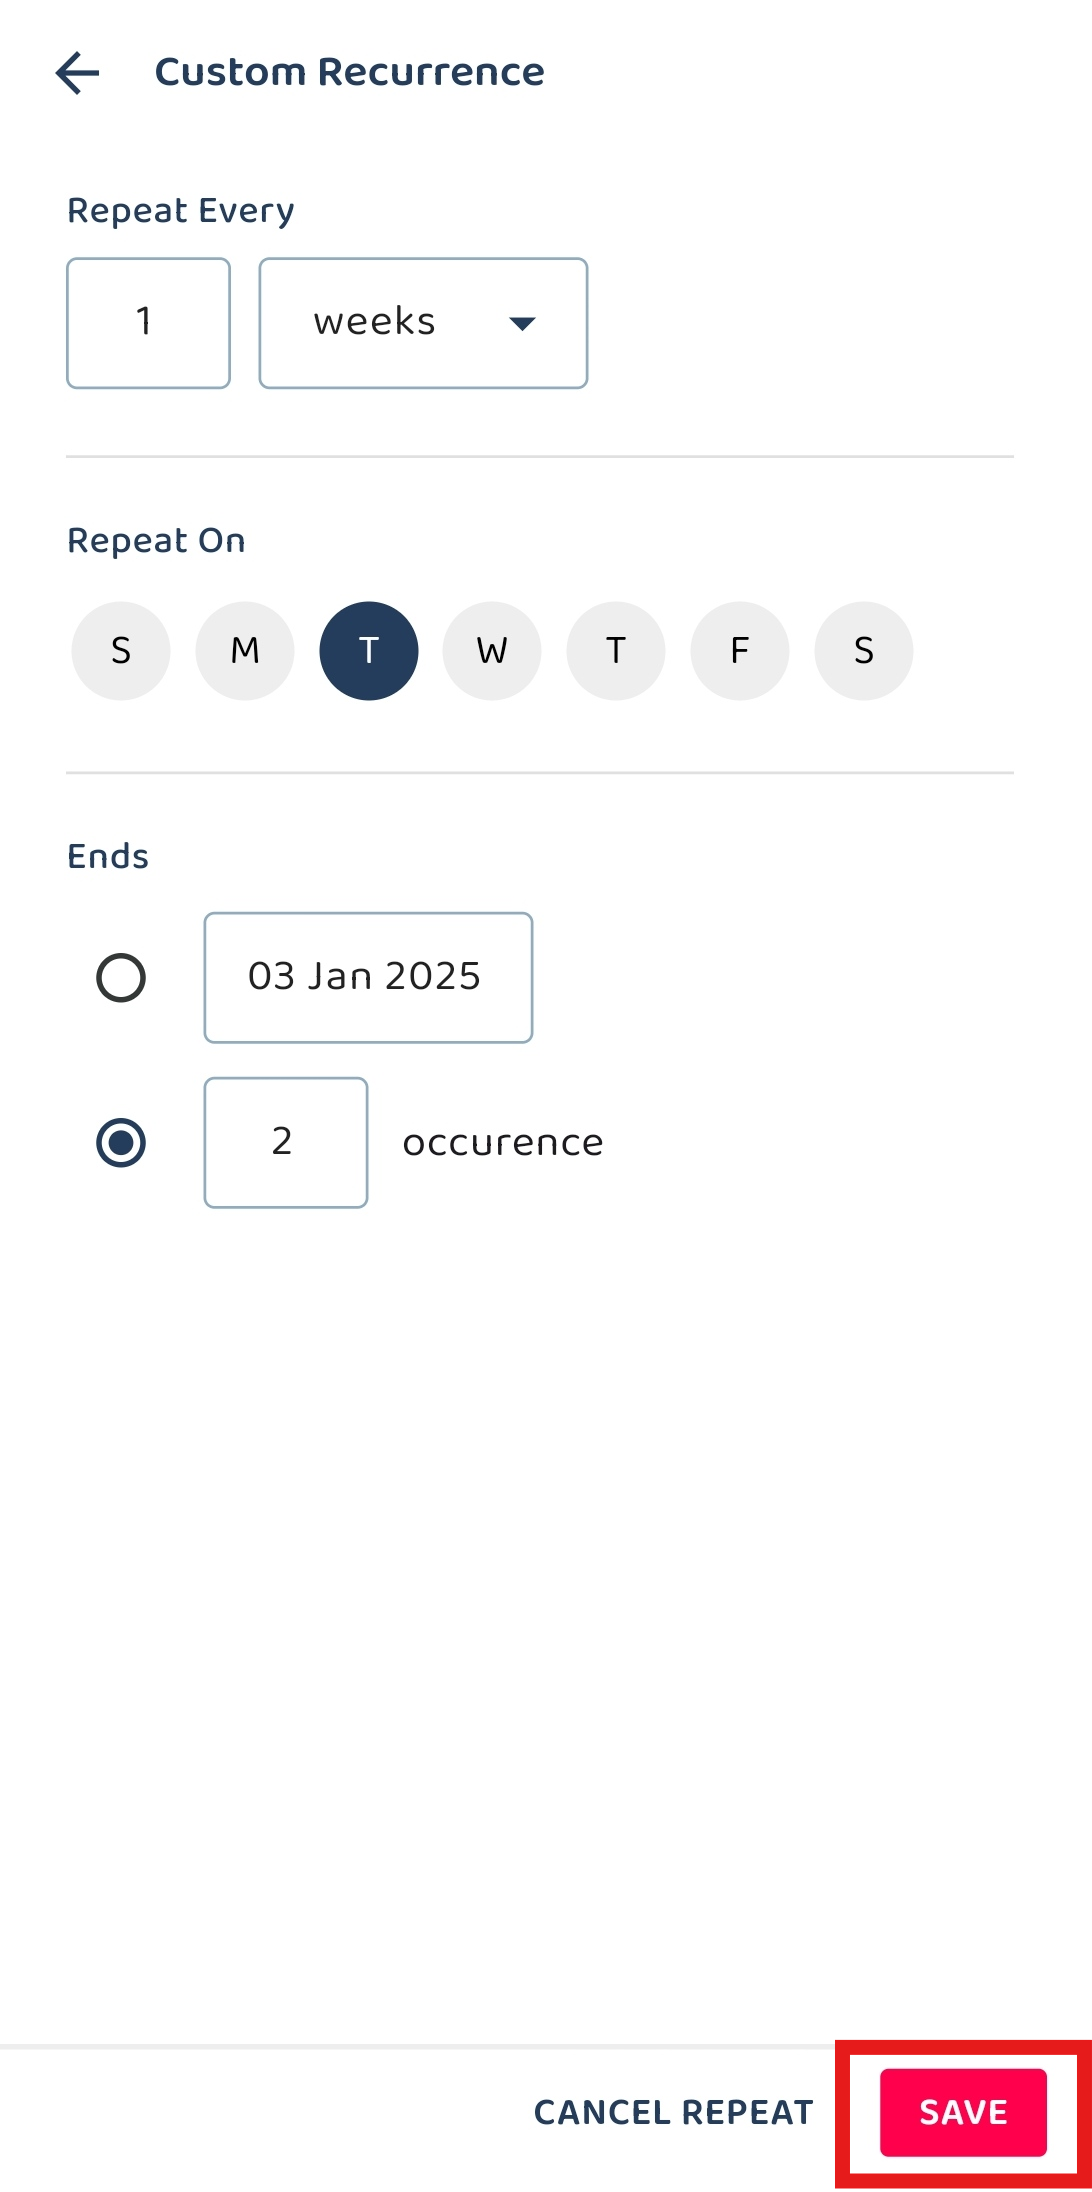 Custom Recurrence
Repeat Every
1 weeks
Repeat On
S M T W T F S
Ends
03 Jan 2025
2 occurence
CANCEL REPEAT SAVE